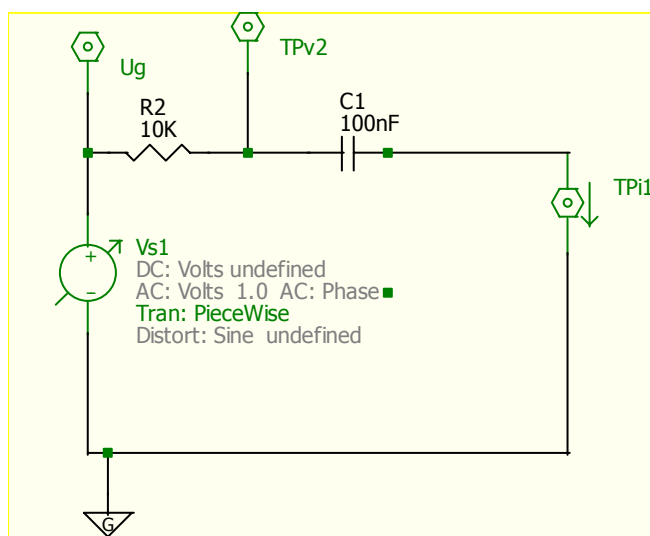 Ug
TPv2
R2
10K
C1
100nF
TPi1
Vs1
DC: Volts undefined
AC: Volts 1.0 AC: Phase
Tran: PieceWise
Distort: Sine undefined
+
−
G